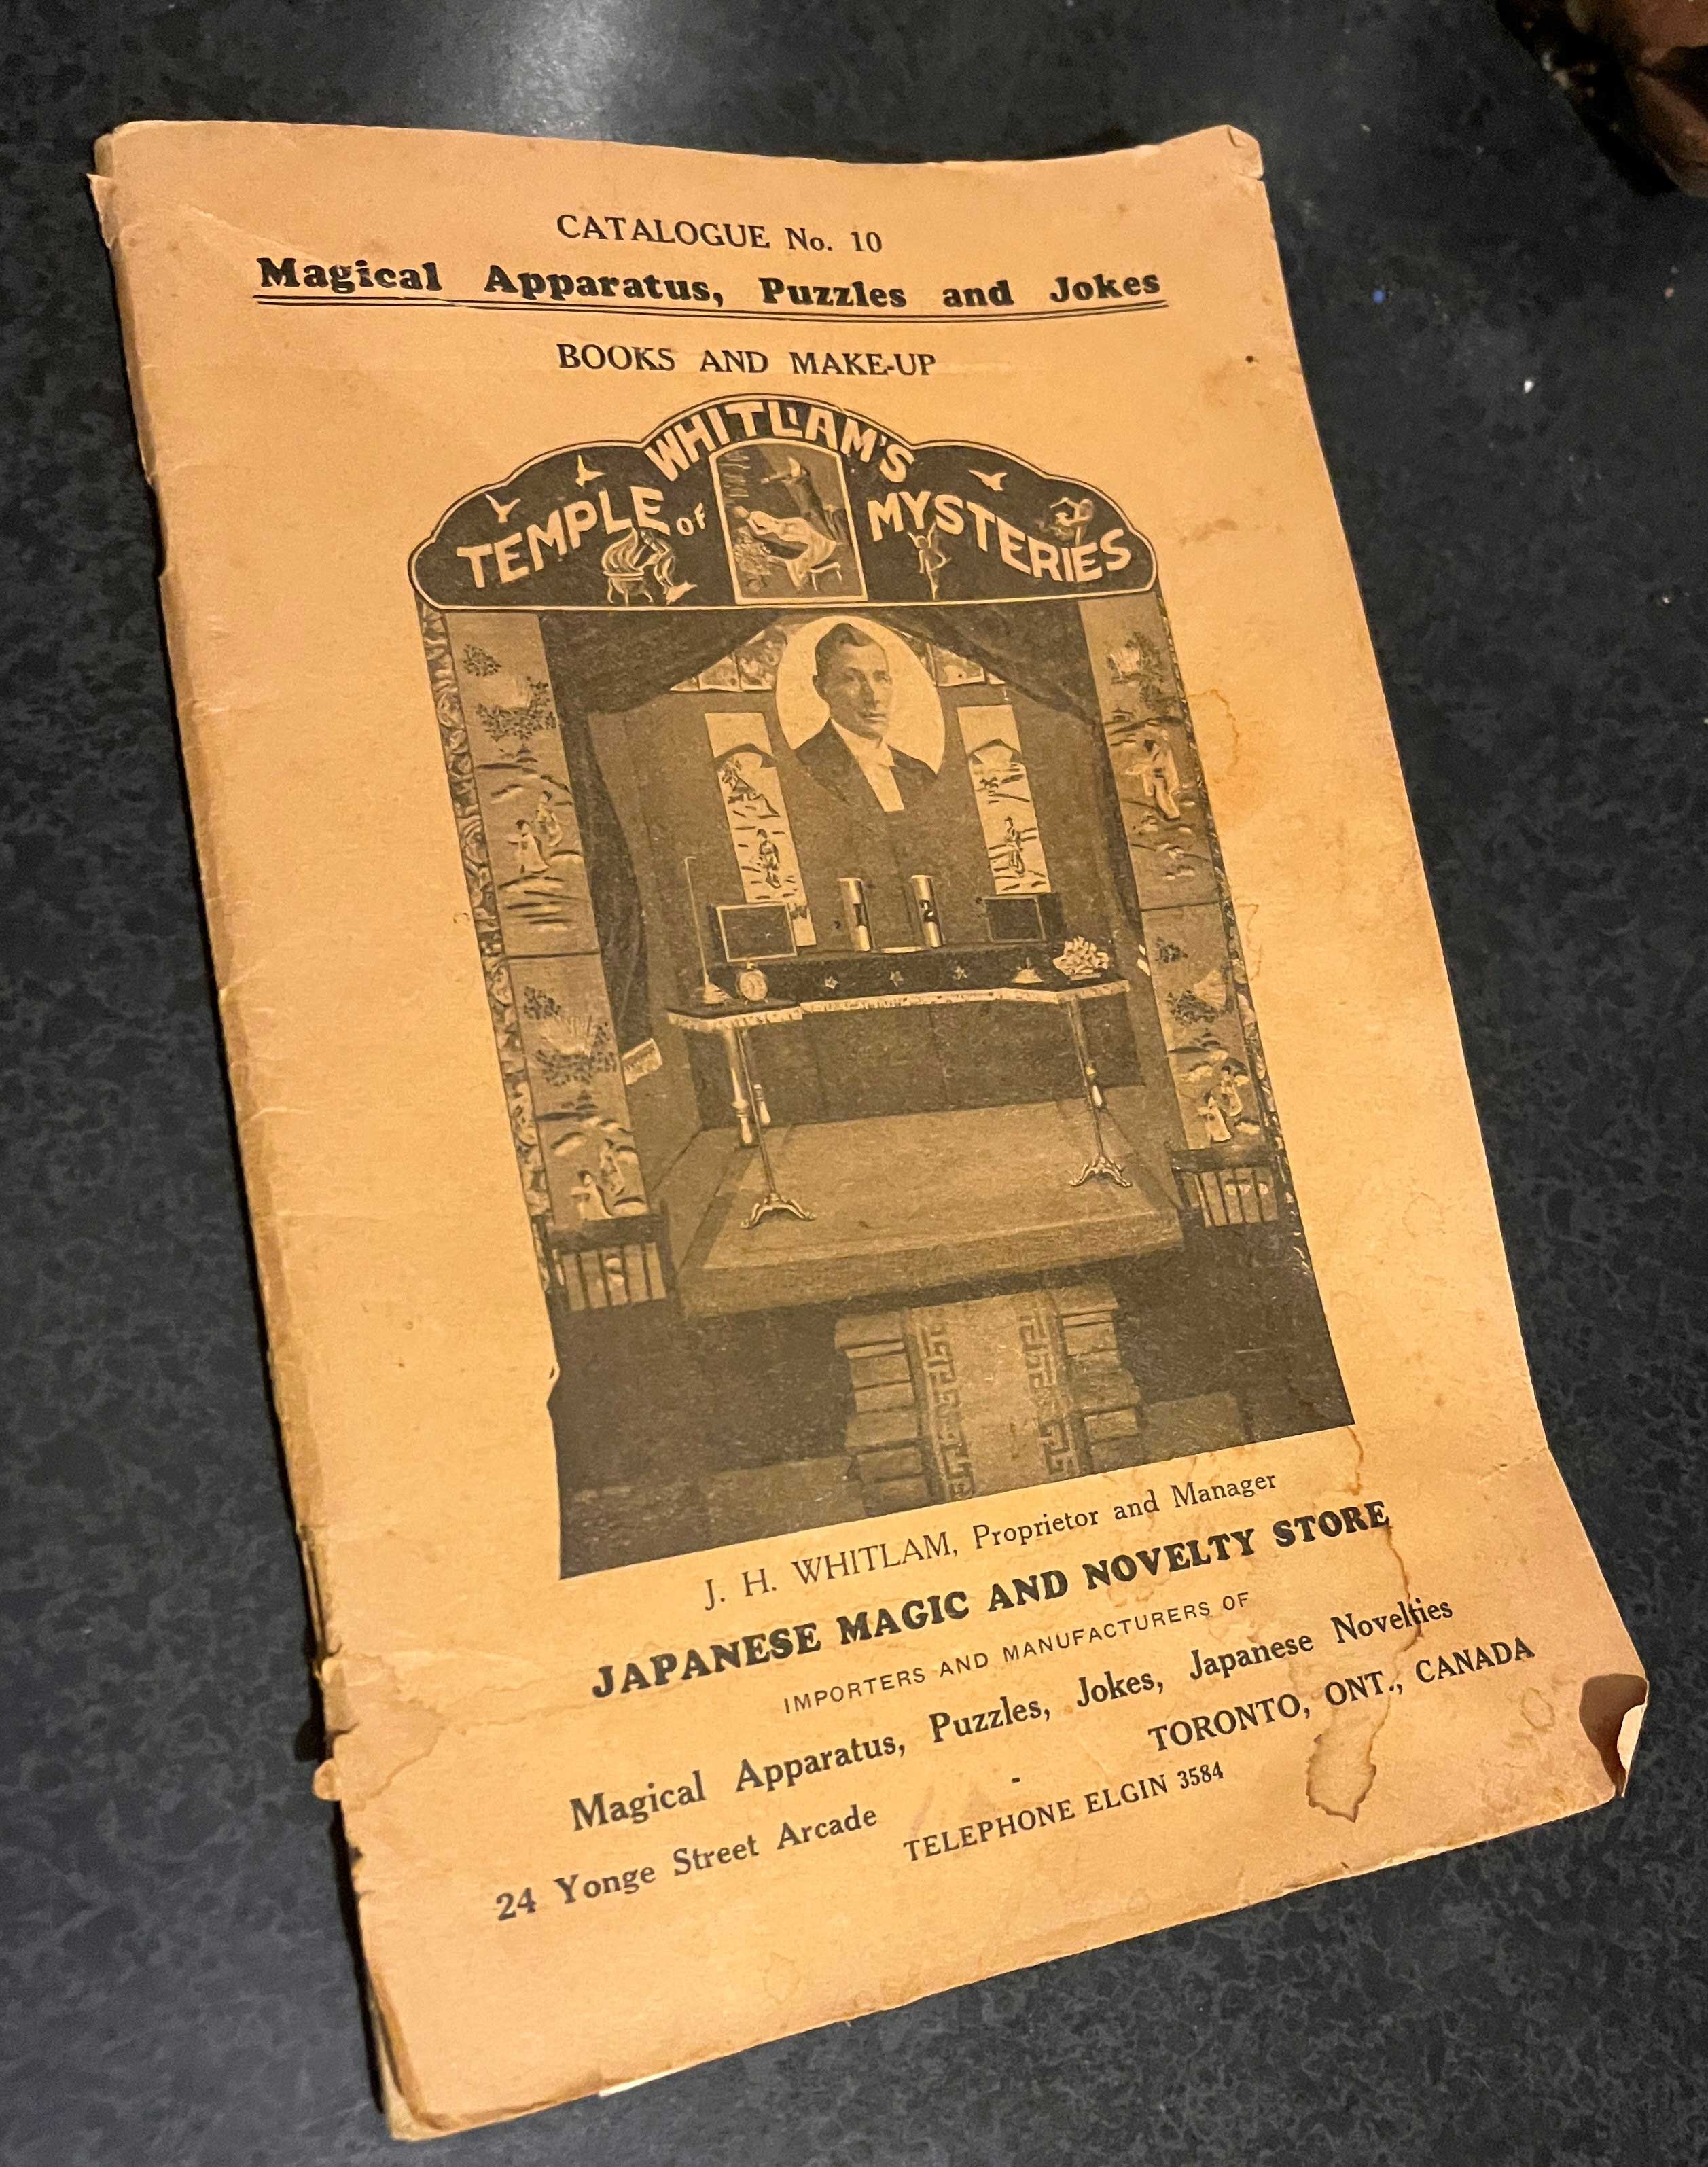 CATALOGUE No. 10
Magical Apparatus, Puzzles and Jokes
BOOKS AND MAKE-UP
WHITLAM'S
TEMPLE OF MYSTERIES
2
J. H. WHITLAM, Proprietor and Manager
JAPANESE MAGIC AND NOVELTY STORE
IMPORTERS AND MANUFACTURERS OF
Magical Apparatus, Puzzles, Jokes, Japanese Novelties
24 Yonge Street Arcade - TORONTO, ONT., CANADA
TELEPHONE ELGIN 3584